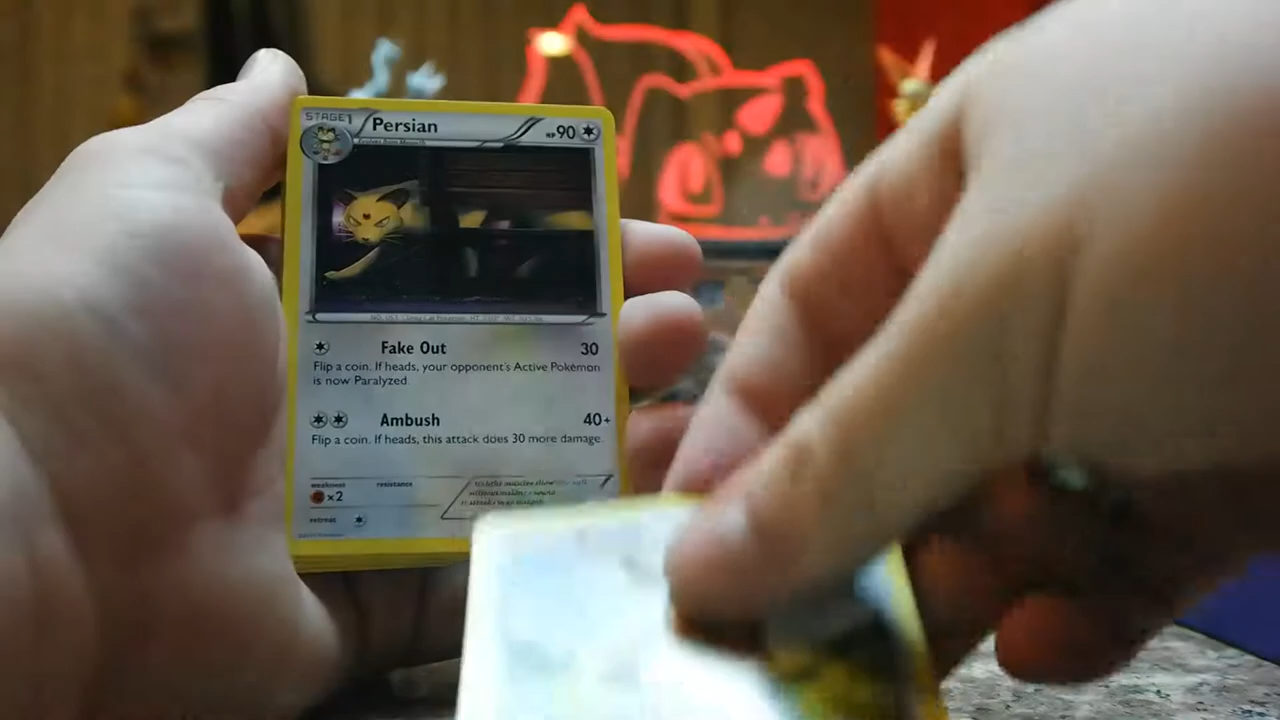 STAGE1 Persian HP90
Fake Out 30
Flip a coin. If heads, your opponent's Active Pokémon
is now Paralyzed.
Ambush 40+
Flip a coin. If heads, this attack does 30 more damage.
weakness resistance
×2
retreat